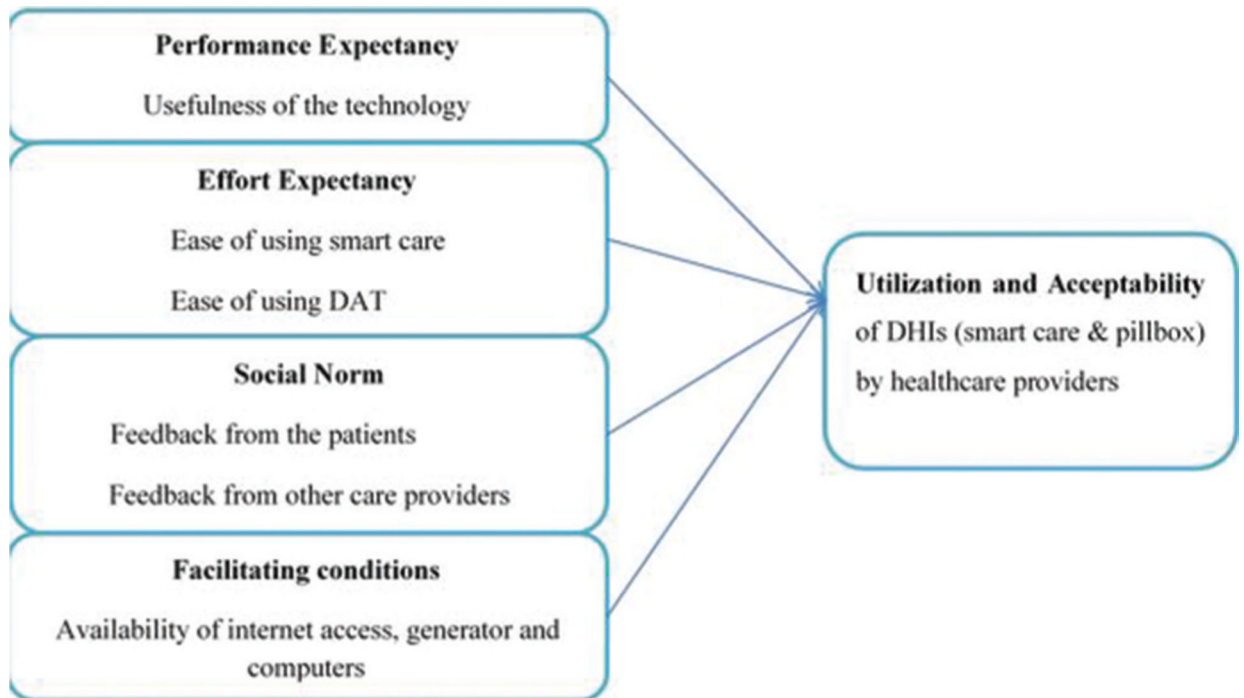 Performance Expectancy
Usefulness of the technology
Effort Expectancy
Ease of using smart care
Ease of using DAT
Social Norm
Feedback from the patients
Feedback from other care providers
Facilitating conditions
Availability of internet access, generator and
computers
Utilization and Acceptability
of DHIs (smart care & pillbox)
by healthcare providers